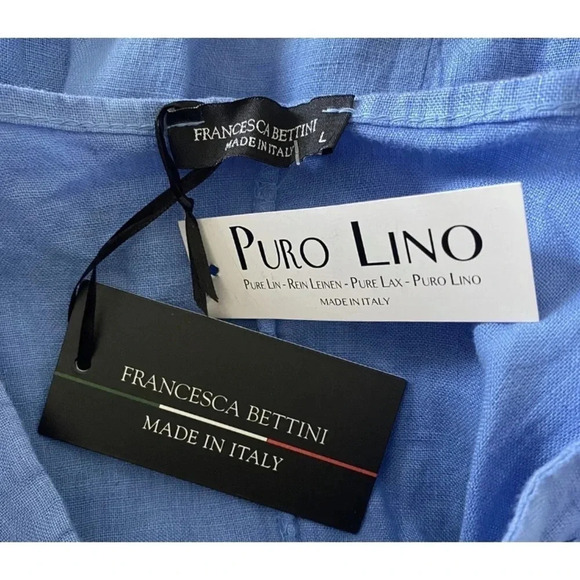 FRANCESCA BETTINI
MADE IN ITALY
L
PURO LINO
PURE LIN - REIN LEINEN - PURE LAX - PURO LINO
MADE IN ITALY
FRANCESCA BETTINI
MADE IN ITALY